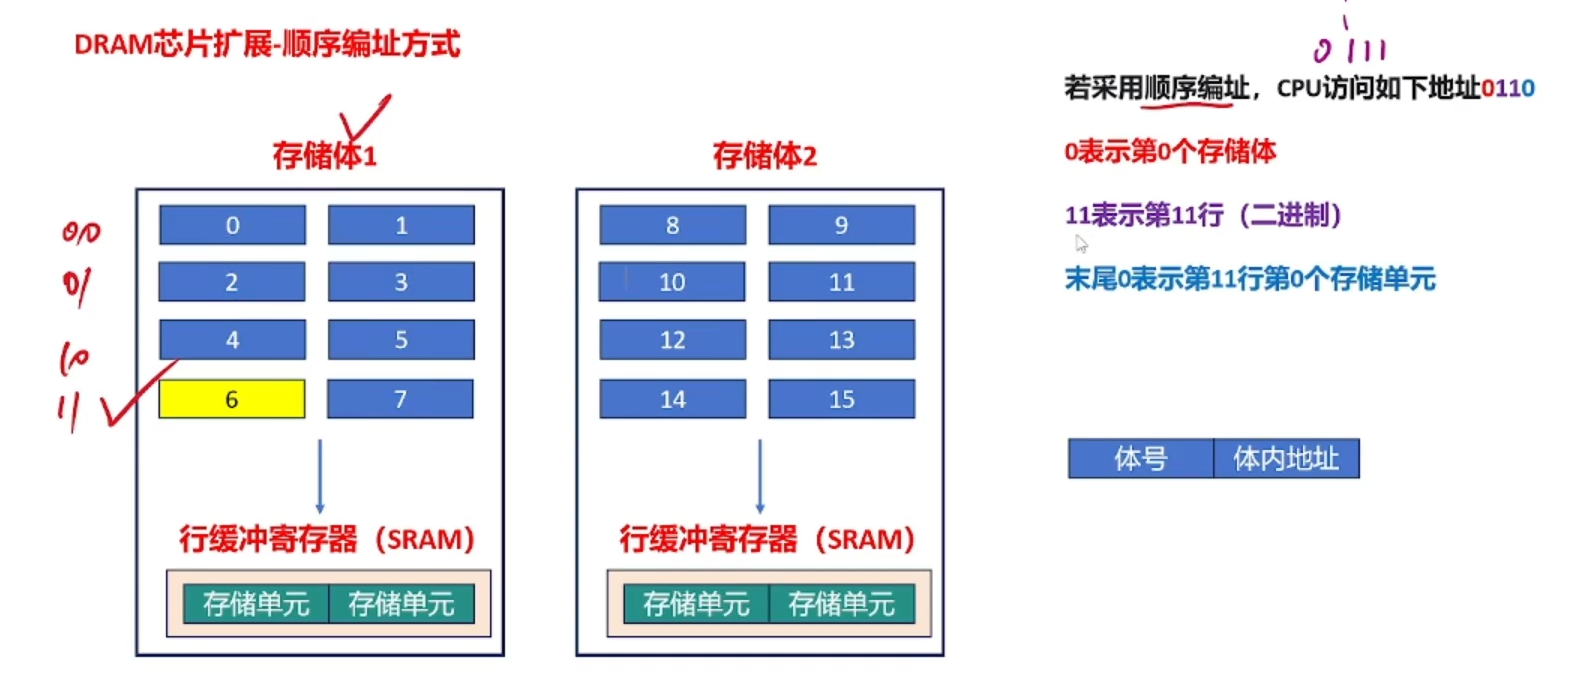 DRAM芯片扩展-顺序编址方式
存储体1
存储体2
00
01
10
11
0
1
2
3
4
5
6
7
8
9
10
11
12
13
14
15
行缓冲寄存器（SRAM）
存储单元
存储单元
行缓冲寄存器（SRAM）
存储单元
存储单元
0111
若采用顺序编址，CPU访问如下地址0110
0表示第0个存储体
11表示第11行（二进制）
末尾0表示第11行第0个存储单元
体号
体内地址